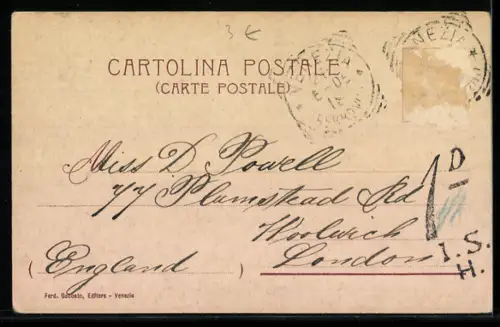 3 €
CARTOLINA POSTALE
(CARTE POSTALE)
VENEZIA
VENEZIA
Miss D. Powell
77 Plumstead Rd
Woolwich
London
(England)
1D
I.S.
H.
Ferd. Editore - Venezia